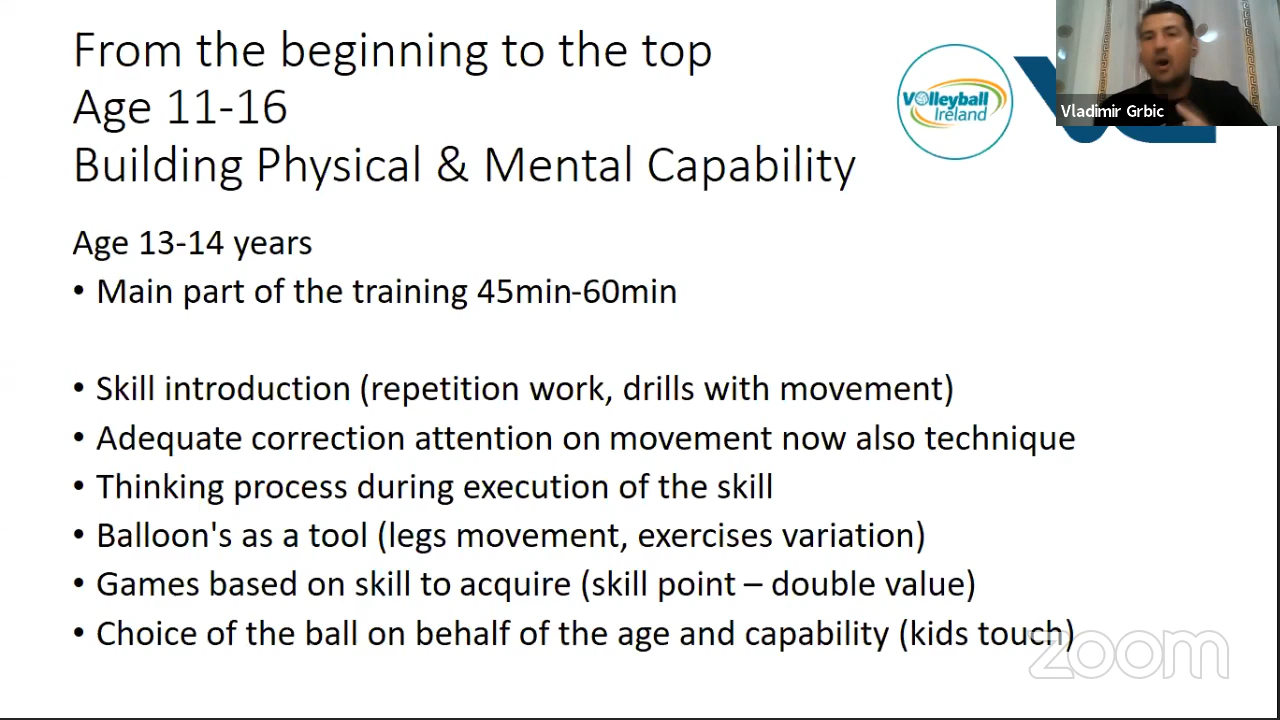 From the beginning to the top
Age 11-16
Building Physical & Mental Capability
Volleyball
Ireland
Vladimir Grbic
Age 13-14 years
• Main part of the training 45min-60min
• Skill introduction (repetition work, drills with movement)
• Adequate correction attention on movement now also technique
• Thinking process during execution of the skill
• Balloon's as a tool (legs movement, exercises variation)
• Games based on skill to acquire (skill point – double value)
• Choice of the ball on behalf of the age and capability (kids touch)
zoom